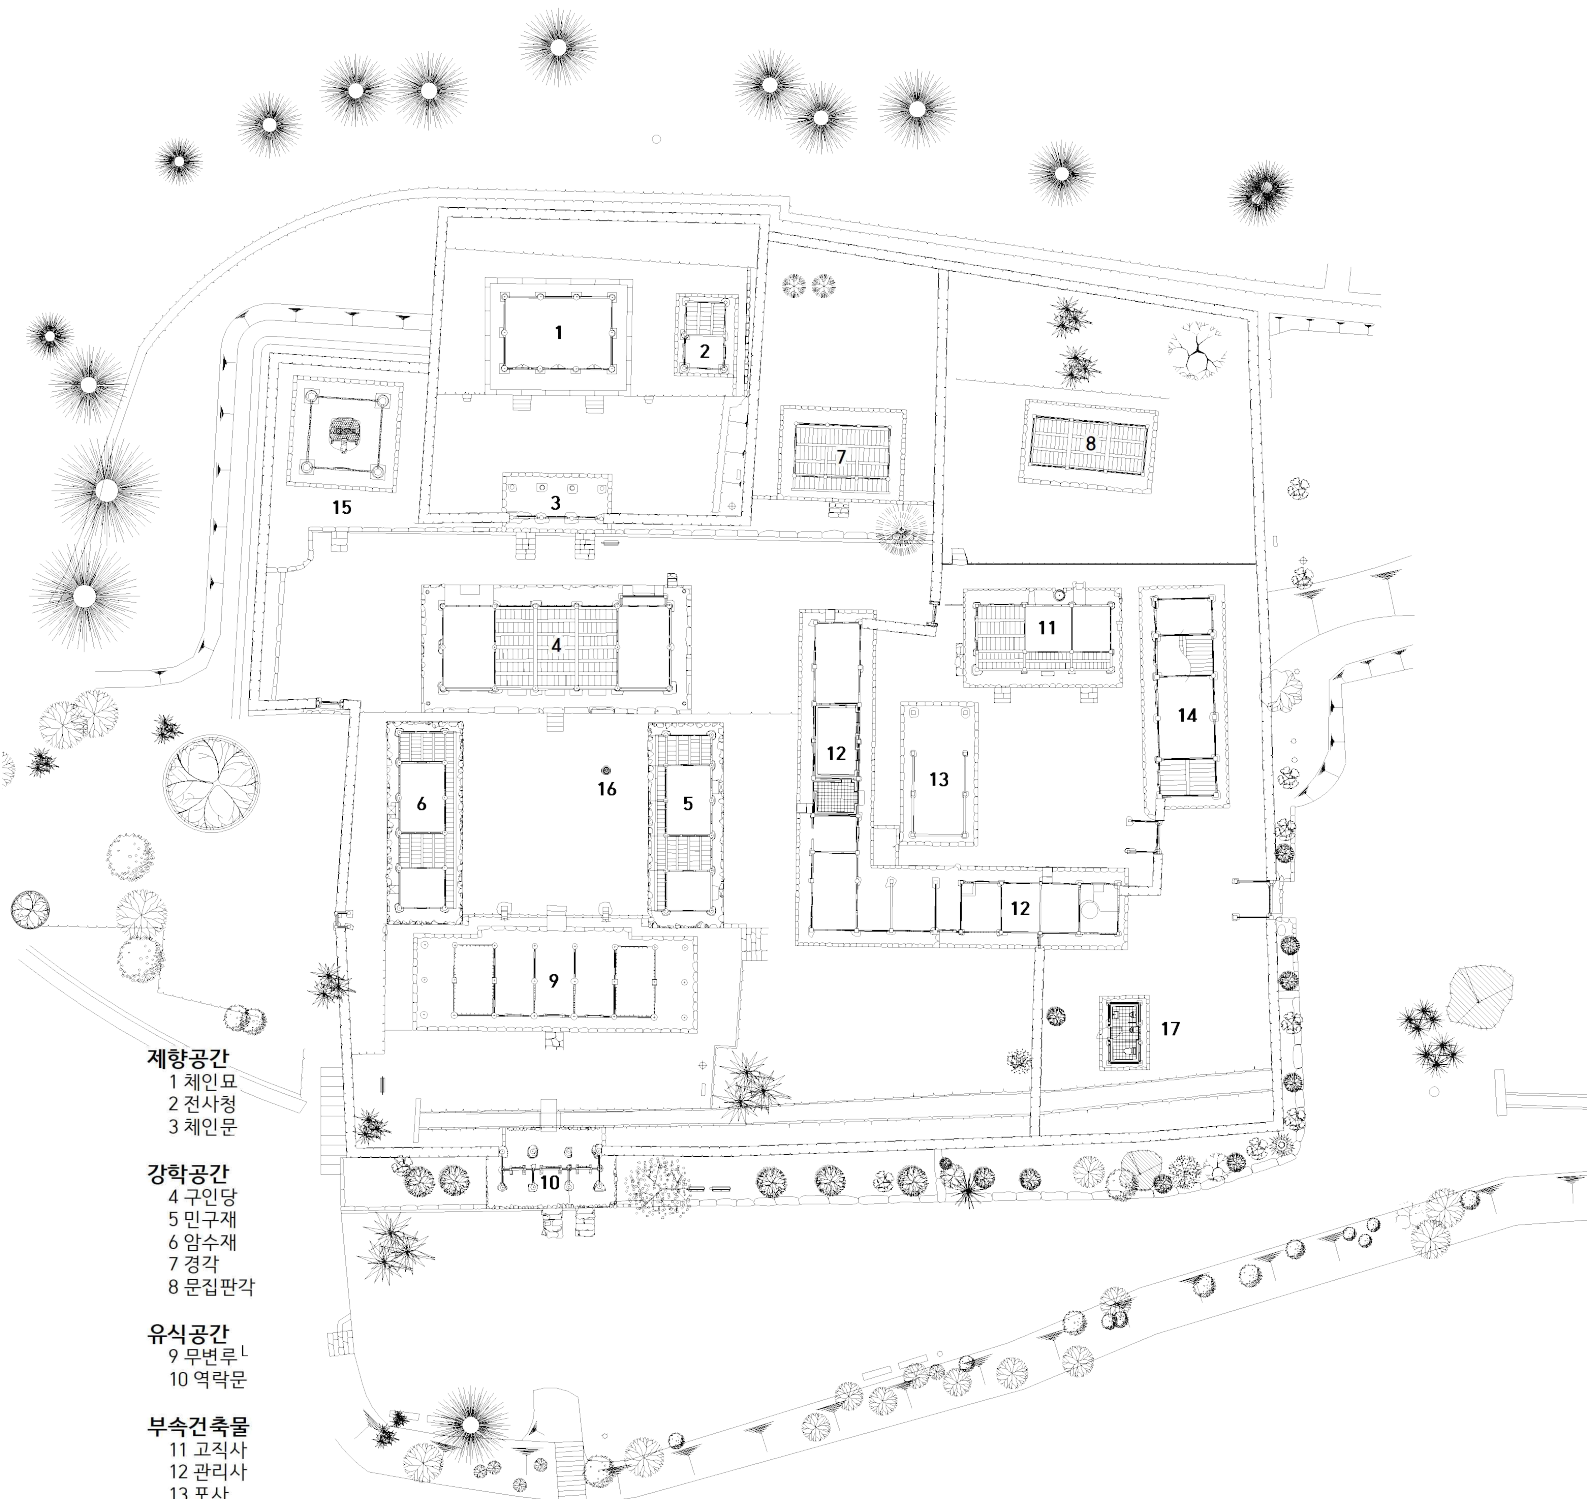 1
2
3
4
5
6
7
8
9
10
11
12
12
13
14
15
16
17
제향공간
1 체인묘
2 전사청
3 체인문
강학공간
4 구인당
5 민구재
6 암수재
7 경각
8 문집판각
유식공간
9 무변루
10 역락문
부속건축물
11 고직사
12 관리사
13 포사